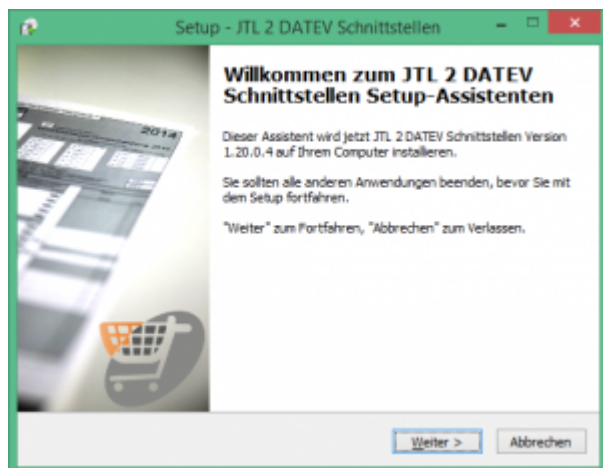 Setup - JTL 2 DATEV Schnittstellen
Willkommen zum JTL 2 DATEV
Schnittstellen Setup-Assistenten
Dieser Assistent wird jetzt JTL 2 DATEV Schnittstellen Version
1.20.0.4 auf Ihrem Computer installieren.
Sie sollten alle anderen Anwendungen beenden, bevor Sie mit
dem Setup fortfahren.
"Weiter" zum Fortfahren, "Abbrechen" zum Verlassen.
2014
Weiter >
Abbrechen